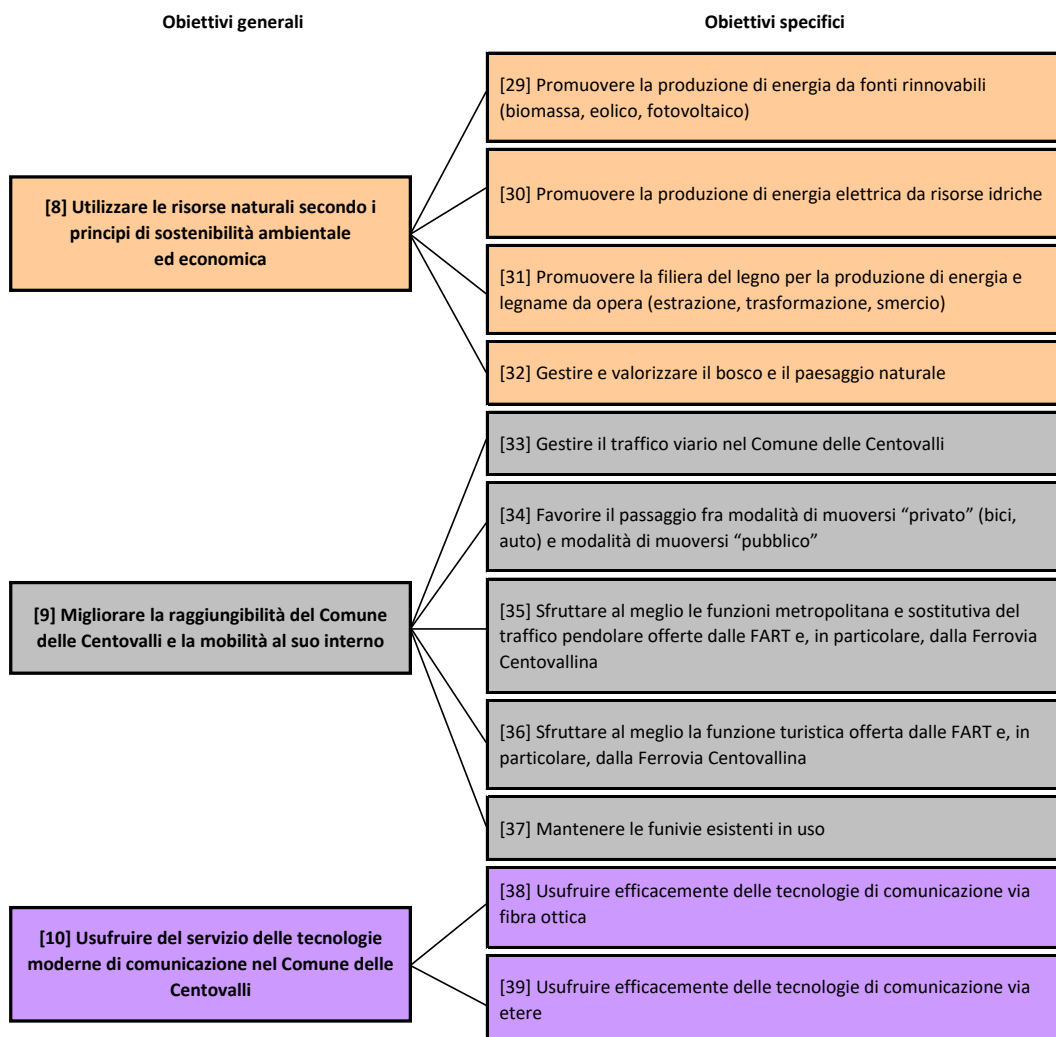 Obiettivi generali
Obiettivi specifici
[8] Utilizzare le risorse naturali secondo i
principi di sostenibilità ambientale
ed economica
[29] Promuovere la produzione di energia da fonti rinnovabili
(biomassa, eolico, fotovoltaico)
[30] Promuovere la produzione di energia elettrica da risorse idriche
[31] Promuovere la filiera del legno per la produzione di energia e
legname da opera (estrazione, trasformazione, smercio)
[32] Gestire e valorizzare il bosco e il paesaggio naturale
[9] Migliorare la raggiungibilità del Comune
delle Centovalli e la mobilità al suo interno
[33] Gestire il traffico viario nel Comune delle Centovalli
[34] Favorire il passaggio fra modalità di muoversi “privato” (bici,
auto) e modalità di muoversi “pubblico”
[35] Sfruttare al meglio le funzioni metropolitana e sostitutiva del
traffico pendolare offerte dalle FART e, in particolare, dalla Ferrovia
Centovallina
[36] Sfruttare al meglio la funzione turistica offerta dalle FART e, in
particolare, dalla Ferrovia Centovallina
[37] Mantenere le funivie esistenti in uso
[10] Usufruire del servizio delle tecnologie
moderne di comunicazione nel Comune delle
Centovalli
[38] Usufruire efficacemente delle tecnologie di comunicazione via
fibra ottica
[39] Usufruire efficacemente delle tecnologie di comunicazione via
etere